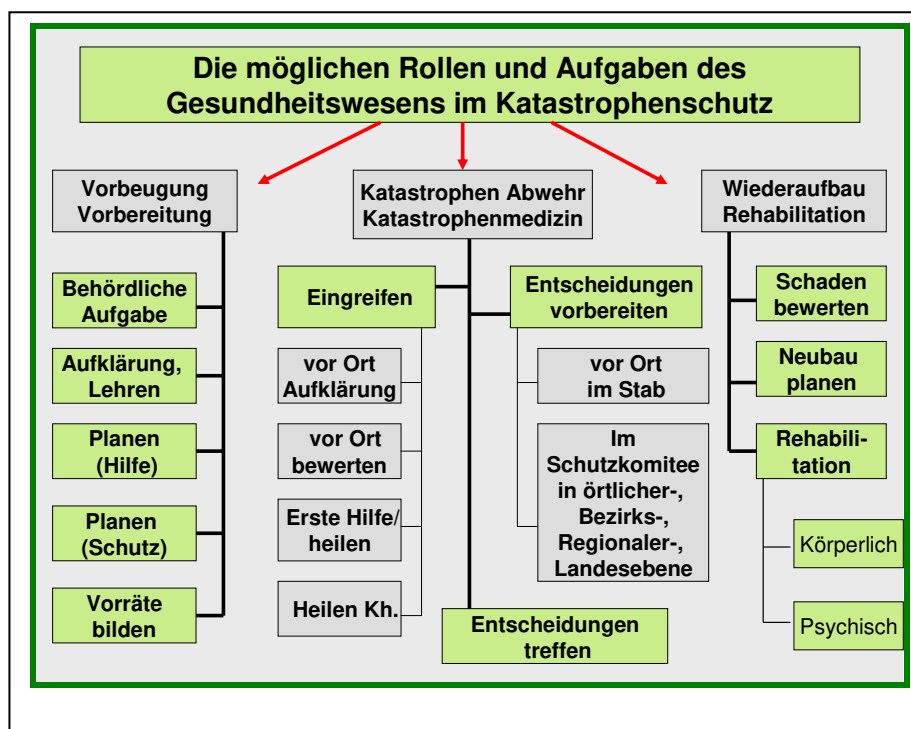 Die möglichen Rollen und Aufgaben des
Gesundheitswesens im Katastrophenschutz
Vorbeugung
Vorbereitung
Behördliche
Aufgabe
Aufklärung,
Lehren
Planen
(Hilfe)
Planen
(Schutz)
Vorräte
bilden
Katastrophen Abwehr
Katastrophenmedizin
Eingreifen
vor Ort
Aufklärung
vor Ort
bewerten
Erste Hilfe/
heilen
Heilen Kh.
Entscheidungen
vorbereiten
vor Ort
im Stab
Im
Schutzkomitee
in örtlicher-,
Bezirks-,
Regionaler-,
Landesebene
Entscheidungen
treffen
Wiederaufbau
Rehabilitation
Schaden
bewerten
Neubau
planen
Rehabili-
tation
Körperlich
Psychisch